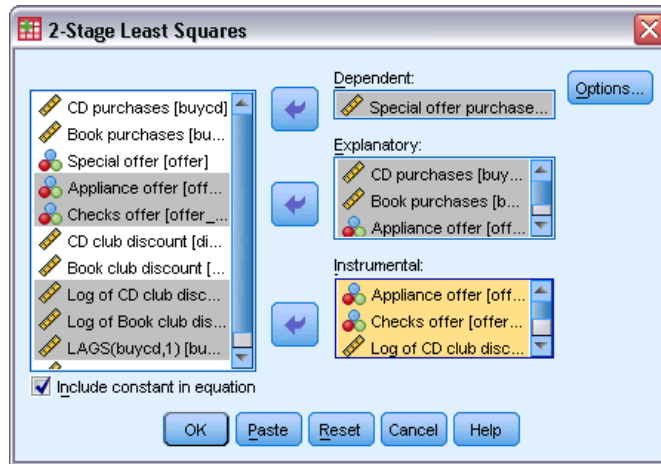 2-Stage Least Squares
CD purchases [buycd]
Book purchases [bu...
Special offer [offer]
Appliance offer [off...
Checks offer [offer_...
CD club discount [di...
Book club discount [...
Log of CD club disc...
Log of Book club dis...
LAGS(buycd,1) [bu...
Include constant in equation
Dependent:
Special offer purchase...
Explanatory:
CD purchases [buy...
Book purchases [b...
Appliance offer [off...
Instrumental:
Appliance offer [off...
Checks offer [offer...
Log of CD club disc...
Options...
OK
Paste
Reset
Cancel
Help